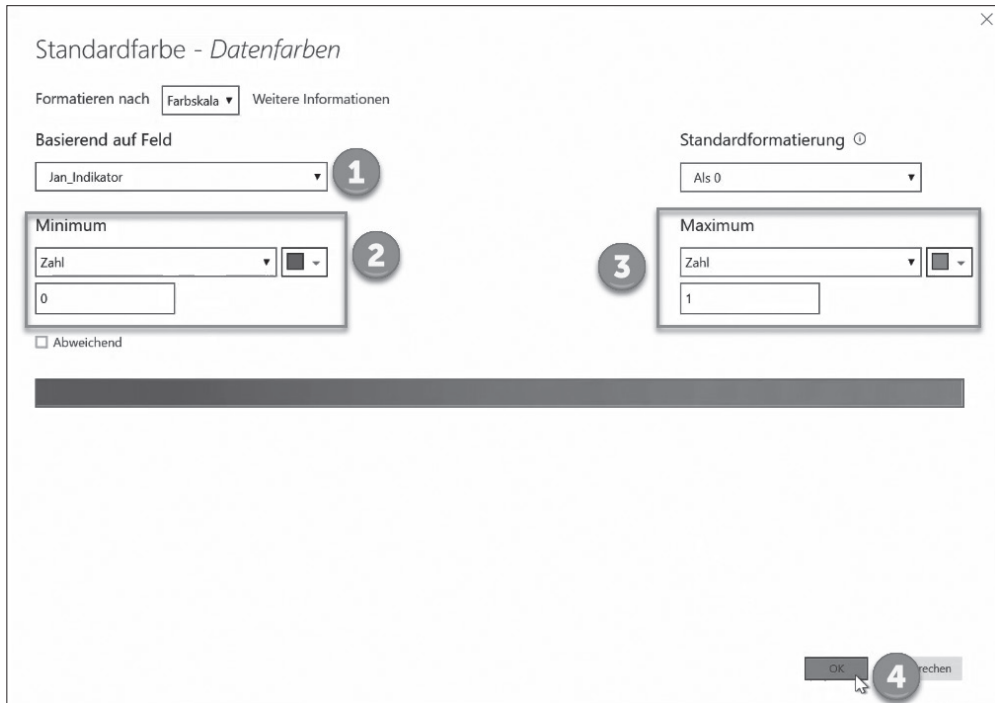 Standardfarbe - Datenfarben
Formatieren nach Farbskala Weitere Informationen
Basierend auf Feld
Standardformatierung
Jan_Indikator
1
Als 0
Minimum
Maximum
Zahl
2
3
Zahl
0
1
Abweichend
OK
4
rechen